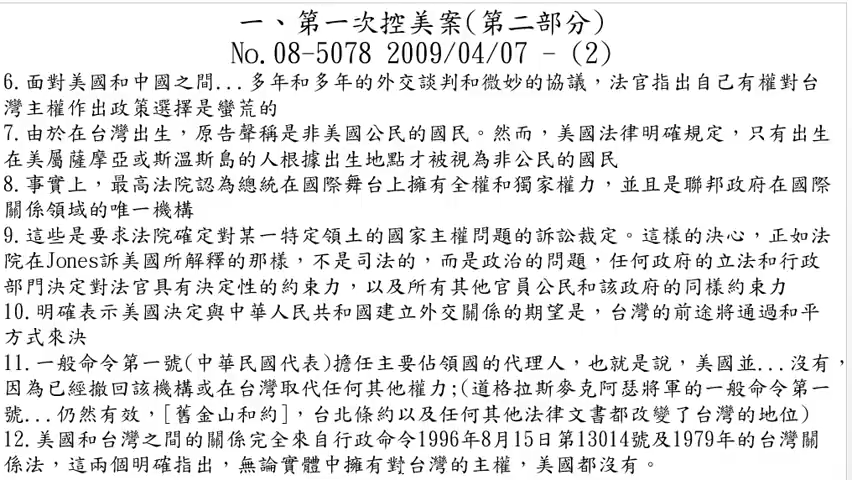 一、第一次控美案(第二部分)
No.08-5078 2009/04/07 - (2)
6.面對美國和中國之間...多年和多年的外交談判和微妙的協議，法官指出自己有權對台
灣主權作出政策選擇是蠻荒的
7.由於在台灣出生，原告聲稱是非美國公民的國民。然而，美國法律明確規定，只有出生
在美屬薩摩亞或斯溫斯島的人根據出生地點才被視為非公民的國民
8.事實上，最高法院認為總統在國際舞台上擁有全權和獨家權力，並且是聯邦政府在國際
關係領域的唯一機構
9.這些是要求法院確定對某一特定領土的國家主權問題的訴訟裁定。這樣的決心，正如法
院在Jones訴美國所解釋的那樣，不是司法的，而是政治的問題，任何政府的立法和行政
部門決定對法官具有決定性的約束力，以及所有其他官員公民和該政府的同樣約束力
10.明確表示美國決定與中華人民共和國建立外交關係的期望是，台灣的前途將通過和平
方式來決
11.一般命令第一號(中華民國代表)擔任主要佔領國的代理人，也就是說，美國並...沒有，
因為已經撤回該機構或在台灣取代任何其他權力;(道格拉斯麥克阿瑟將軍的一般命令第一
號...仍然有效，[舊金山和約]，台北條約以及任何其他法律文書都改變了台灣的地位)
12.美國和台灣之間的關係完全來自行政命令1996年8月15日第13014號及1979年的台灣關
係法，這兩個明確指出，無論實體中擁有對台灣的主權，美國都沒有。